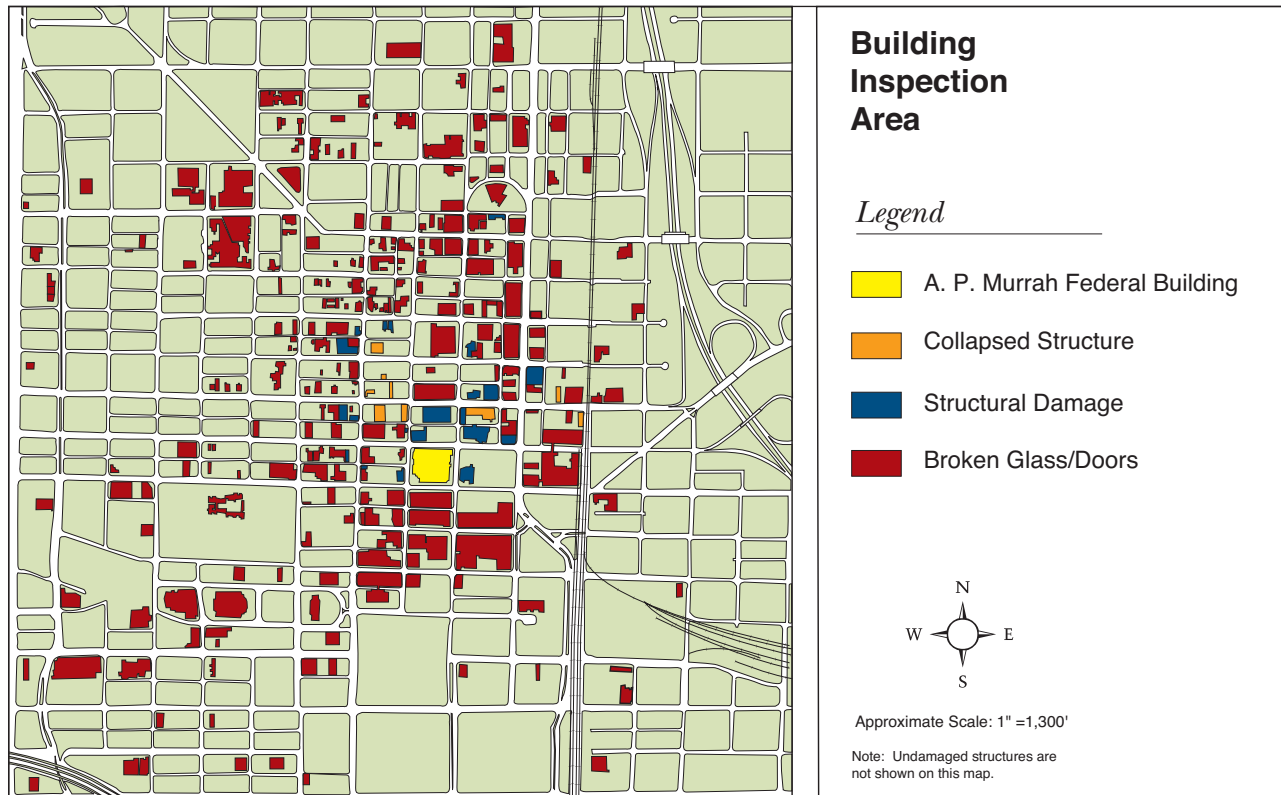 Building
Inspection
Area
Legend
A. P. Murrah Federal Building
Collapsed Structure
Structural Damage
Broken Glass/Doors
N
W E
S
Approximate Scale: 1" =1,300'
Note: Undamaged structures are
not shown on this map.